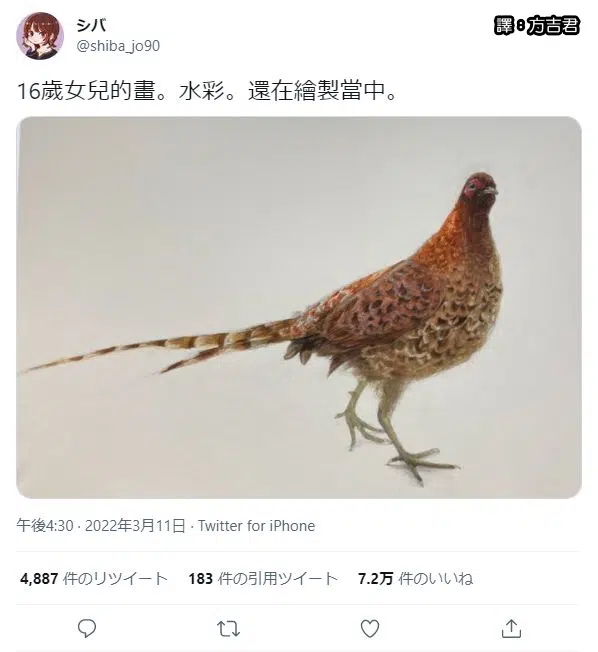 シバ
譯●方吉君
@shiba_jo90
16歲女兒的畫。水彩。還在繪製當中。
午後4:30 · 2022年3月11日 · Twitter for iPhone
4,887 件のリツイート 183 件の引用ツイート 7.2万 件のいいね